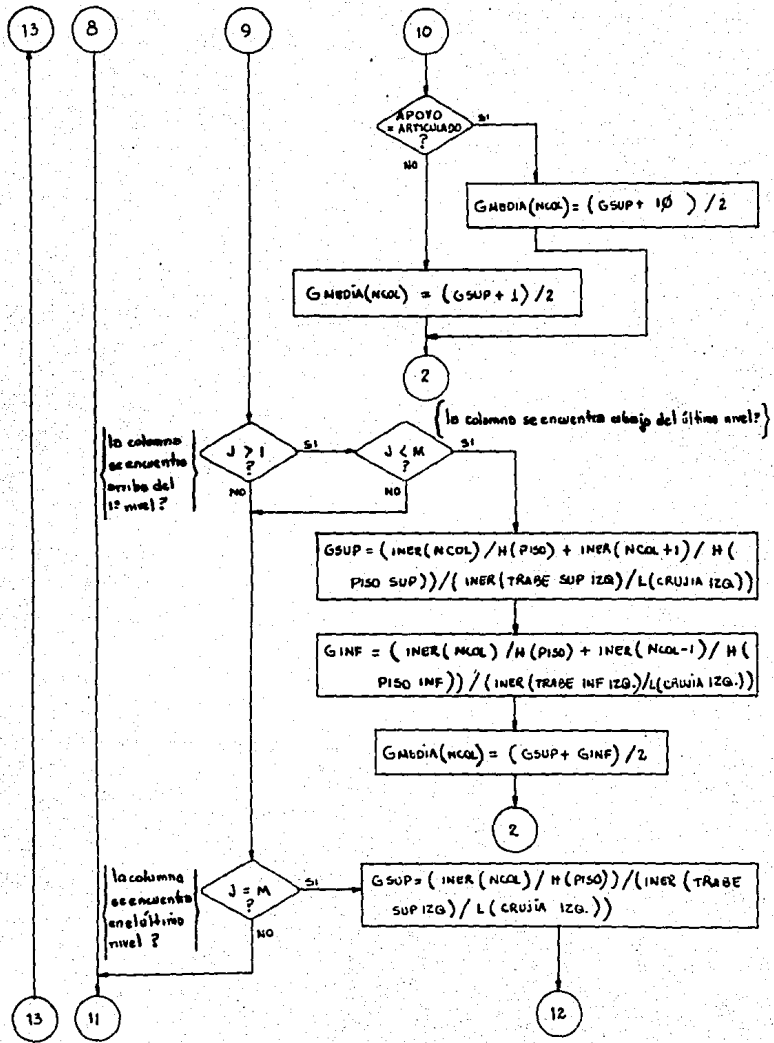 13
8
9
10
APOYO
= ARTICULADO
?
SI
NO
GMEDIA(NCOL) = ( GSUP + 1Ø ) / 2
GMEDIA(NCOL) = (GSUP + 1) / 2
2
{la columna se encuentra abajo del último nivel?}
la columna
se encuentra
arriba del
1º nivel ?
J > 1
?
SI
NO
J < M
?
SI
NO
GSUP = ( INER(NCOL) / H(PISO) + INER(NCOL+1) / H(
PISO SUP)) / ( INER(TRABE SUP IZQ) / L(CRUJIA IZQ))
GINF = ( INER(NCOL) / H(PISO) + INER(NCOL-1) / H(
PISO INF)) / (INER(TRABE INF IZQ.) / L(CRUJIA IZQ.))
GMEDIA(NCOL) = (GSUP + GINF) / 2
2
la columna
se encuentra
en el último
nivel ?
J = M
?
SI
NO
GSUP = ( INER (NCOL) / H(PISO)) / (INER (TRABE
SUP IZQ) / L( CRUJÍA IZQ.))
13
11
12